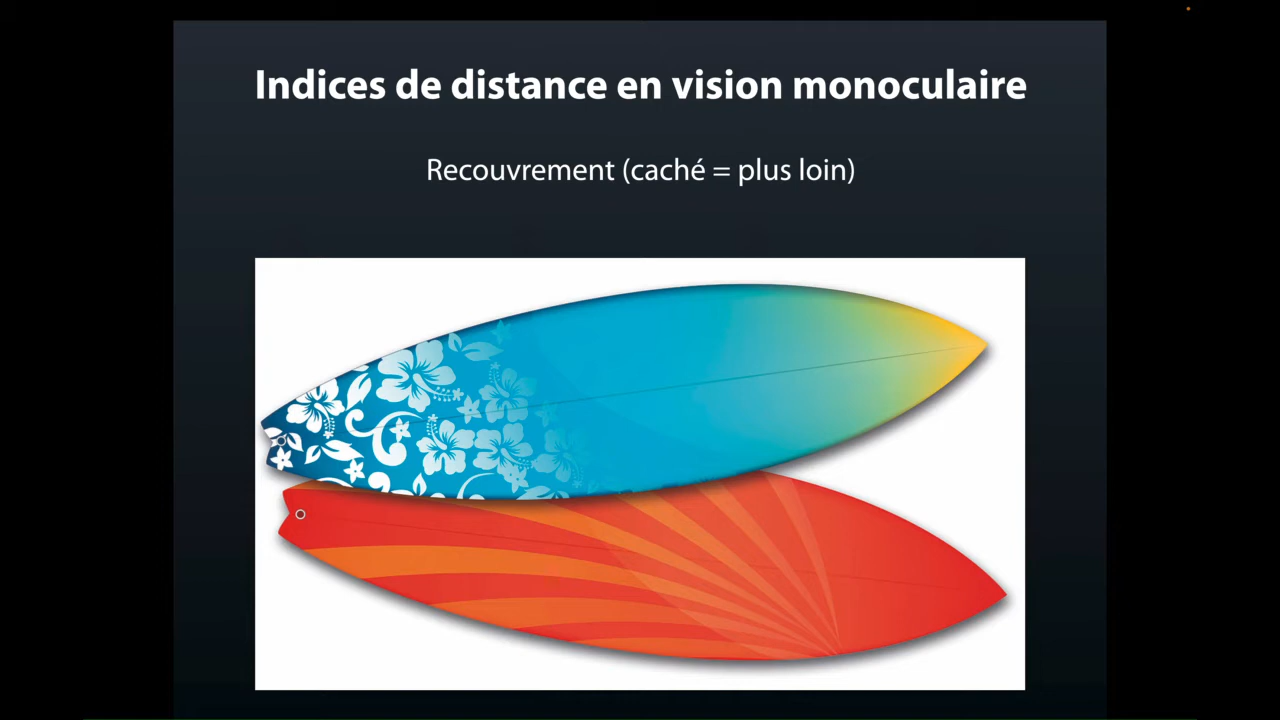 Indices de distance en vision monoculaire
Recouvrement (caché = plus loin)